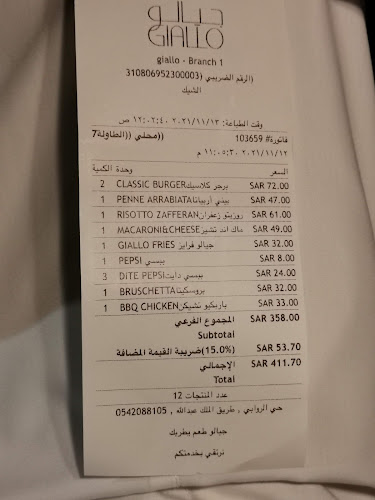 جيالو
GIALLO
giallo - Branch 1
(الرقم الضريبي) 310806952300003
الشيك
وقت الطباعة: ٢٠٢١/١١/١٣ ١٢:٠٢:٤٠ ص
فاتورة# 103659 ((محلي ((الطاولة7
٢٠٢١/١١/١٢ ١١:٠٥:٣٠ م
السعر وحدة الكمية
2 CLASSIC BURGER برجر كلاسيك SAR 72.00
1 PENNE ARRABIATA بيني أربياتا SAR 47.00
1 RISOTTO ZAFFERAN روزيتو زعفران SAR 61.00
1 MACARONI&CHEESE ماك اند تشيز SAR 49.00
1 GIALLO FRIES جيالو فرايز SAR 32.00
1 PEPSI بيبسي SAR 8.00
3 DiTE PEPSI بيبسي دايت SAR 24.00
1 BRUSCHETTA بروسكيتا SAR 32.00
1 BBQ CHICKEN باربكيو تشيكن SAR 33.00
المجموع الفرعي SAR 358.00
Subtotal
(15.0%)ضريبة القيمة المضافة SAR 53.70
الإجمالي SAR 411.70
Total
عدد المنتجات 12
حي الروابي , طريق الملك عبدالله , 0542088105
جيالو طعم يطربك
نرتقي بخدمتكم